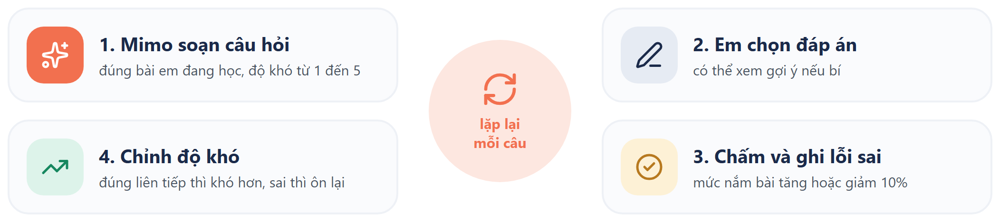 1. Mimo soạn câu hỏi
đúng bài em đang học, độ khó từ 1 đến 5
2. Em chọn đáp án
có thể xem gợi ý nếu bí
lặp lại
mỗi câu
4. Chỉnh độ khó
đúng liên tiếp thì khó hơn, sai thì ôn lại
3. Chấm và ghi lỗi sai
mức nắm bài tăng hoặc giảm 10%